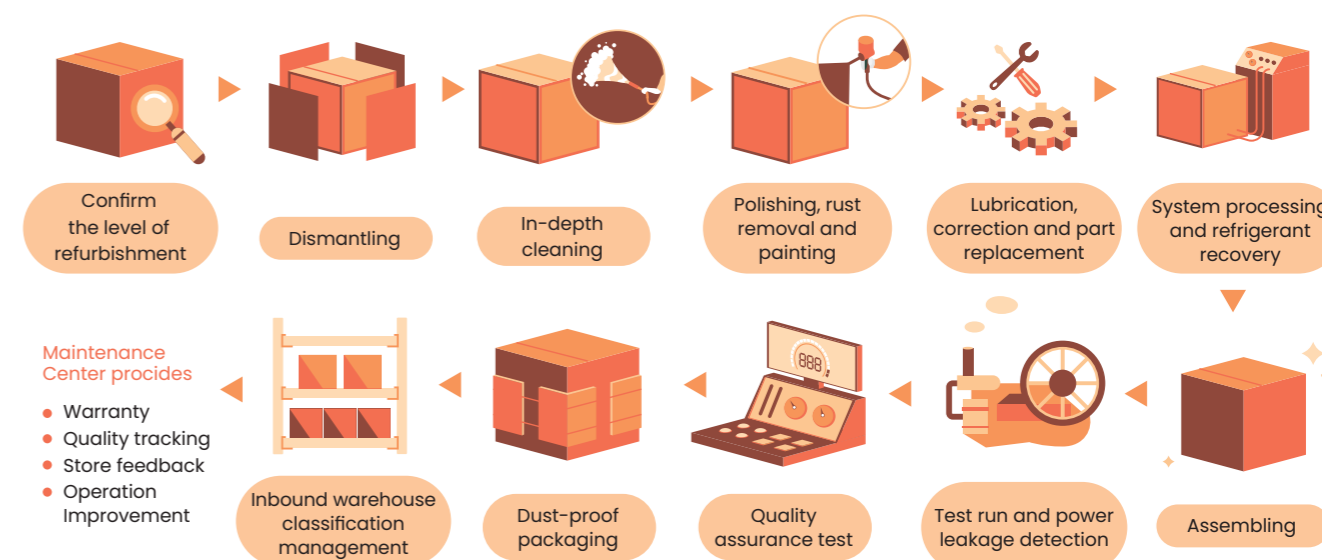 Confirm
the level of
refurbishment
Dismantling
In-depth
cleaning
Polishing, rust
removal and
painting
Lubrication,
correction and part
replacement
System processing
and refrigerant
recovery
Assembling
Test run and power
leakage detection
888
Quality
assurance test
Dust-proof
packaging
Inbound warehouse
classification
management
Maintenance
Center procides
Warranty
Quality tracking
Store feedback
Operation
Improvement